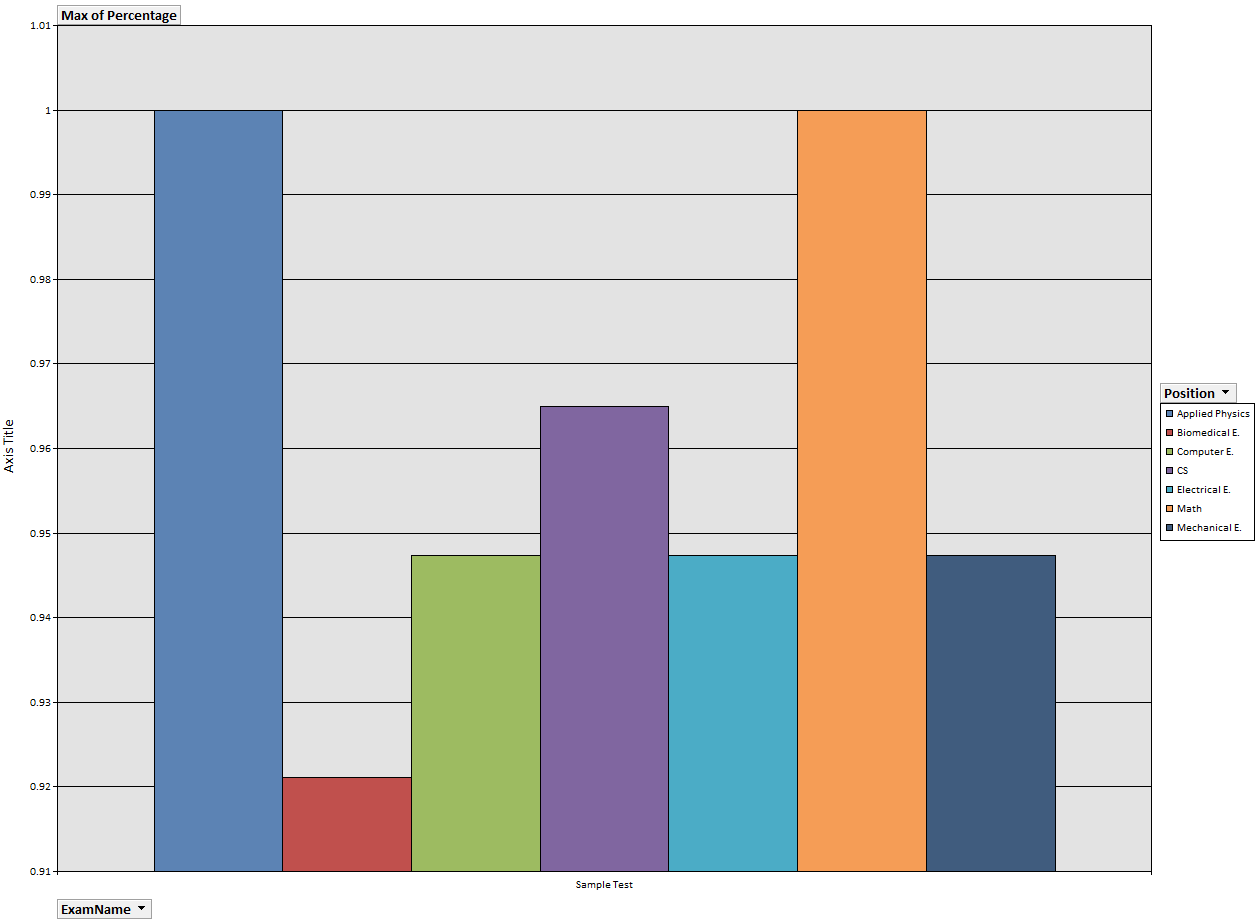 Max of Percentage
1.01
1
0.99
0.98
0.97
0.96
0.95
0.94
0.93
0.92
0.91
Axis Title
Sample Test
ExamName
Position
Applied Physics
Biomedical E.
Computer E.
CS
Electrical E.
Math
Mechanical E.